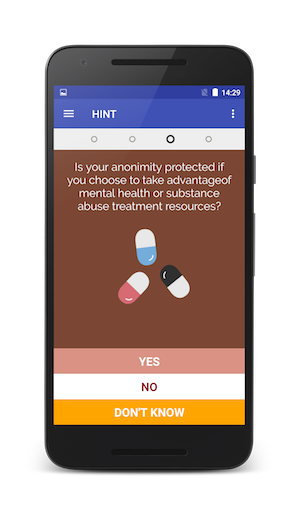 14:29
HINT
Is your anonimity protected if
you choose to take advantageof
mental health or substance
abuse treatment resources?
YES
NO
DON'T KNOW